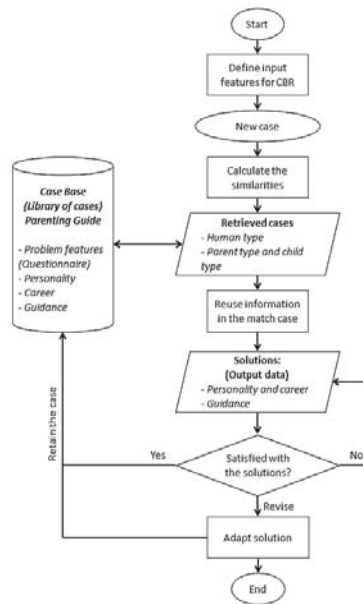 Start
Define input
features for CBR
New case
Calculate the
similarities
Case Base
(Library of cases)
Parenting Guide
- Problem features
(Questionnaire)
- Personality
- Career
- Guidance
Retrieved cases
- Human type
- Parent type and child
type
Reuse information
in the match case
Solutions:
(Output data)
- Personality and career
- Guidance
Retain the case
Yes
Satisfied with
the solutions?
No
Revise
Adapt solution
End